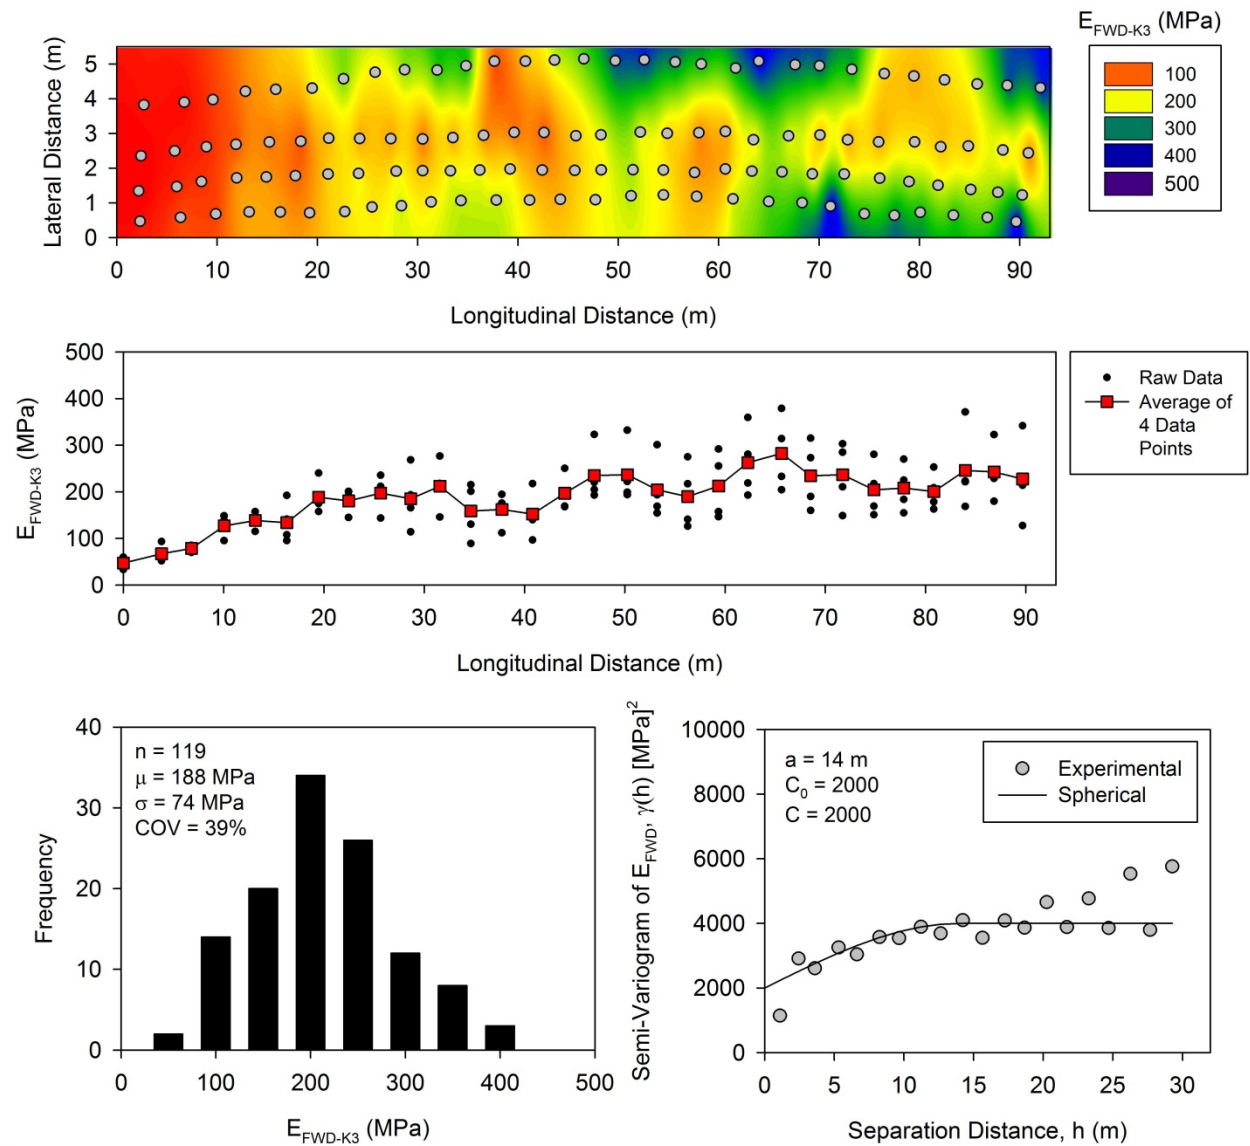 E_FWD-K3 (MPa)
100
200
300
400
500
Lateral Distance (m)
5
4
3
2
1
0
0 10 20 30 40 50 60 70 80 90
Longitudinal Distance (m)
E_FWD-K3 (MPa)
500
400
300
200
100
0
0 10 20 30 40 50 60 70 80 90
Longitudinal Distance (m)
Raw Data
Average of
4 Data
Points
Frequency
40
30
20
10
0
n = 119
μ = 188 MPa
σ = 74 MPa
COV = 39%
0 100 200 300 400 500
E_FWD-K3 (MPa)
Semi-Variogram of E_FWD, γ(h) [MPa]²
10000
8000
6000
4000
2000
0
a = 14 m
C₀ = 2000
C = 2000
Experimental
Spherical
0 5 10 15 20 25 30
Separation Distance, h (m)